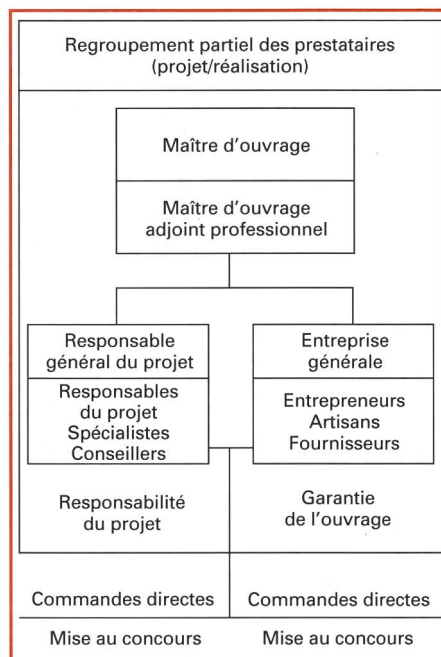 Regroupement partiel des prestataires
(projet/réalisation)
Maître d'ouvrage
Maître d'ouvrage
adjoint professionnel
Responsable
général du projet
Responsables
du projet
Spécialistes
Conseillers
Responsabilité
du projet
Entreprise
générale
Entrepreneurs
Artisans
Fournisseurs
Garantie
de l'ouvrage
Commandes directes
Commandes directes
Mise au concours
Mise au concours